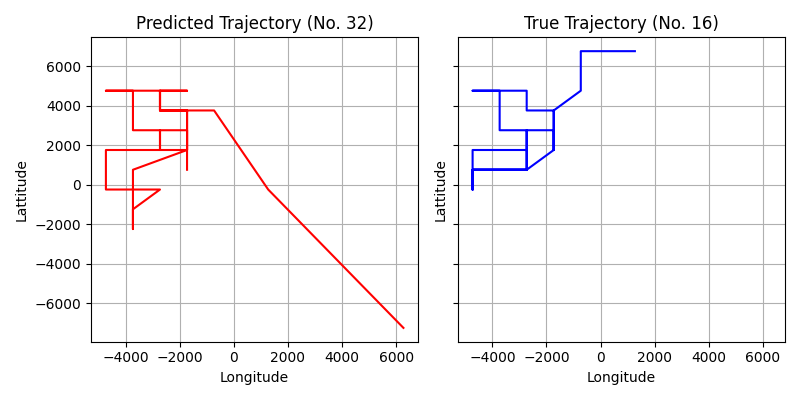 Predicted Trajectory (No. 32)
True Trajectory (No. 16)
Lattitude
6000
4000
2000
0
−2000
−4000
−6000
Lattitude
−4000 −2000 0 2000 4000 6000
−4000 −2000 0 2000 4000 6000
Longitude
Longitude